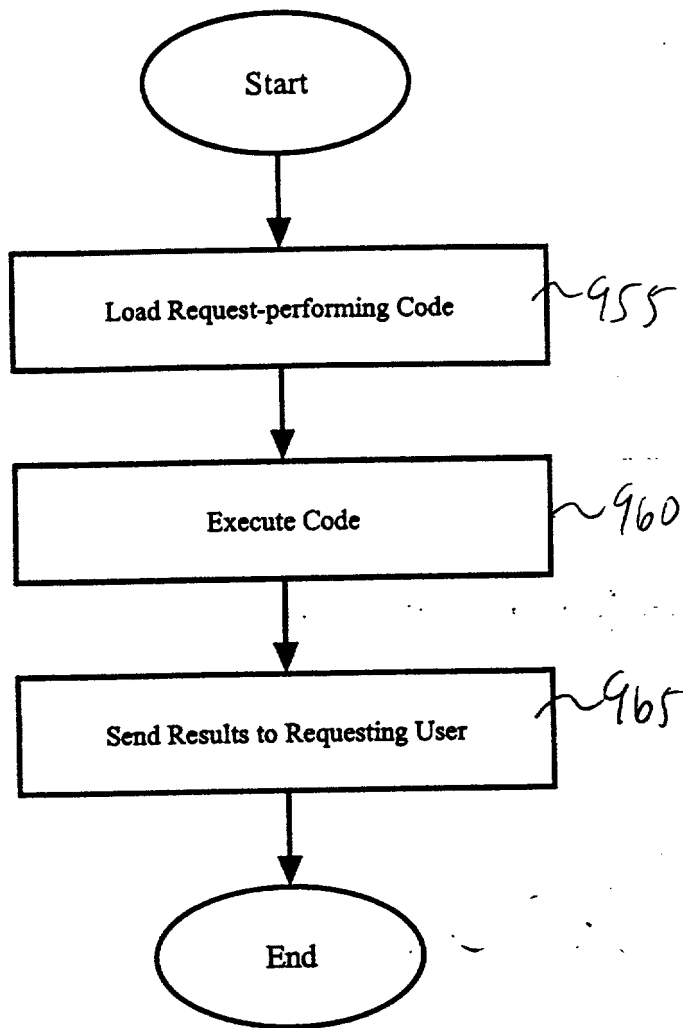 Start
Load Request-performing Code
955
Execute Code
960
Send Results to Requesting User
965
End